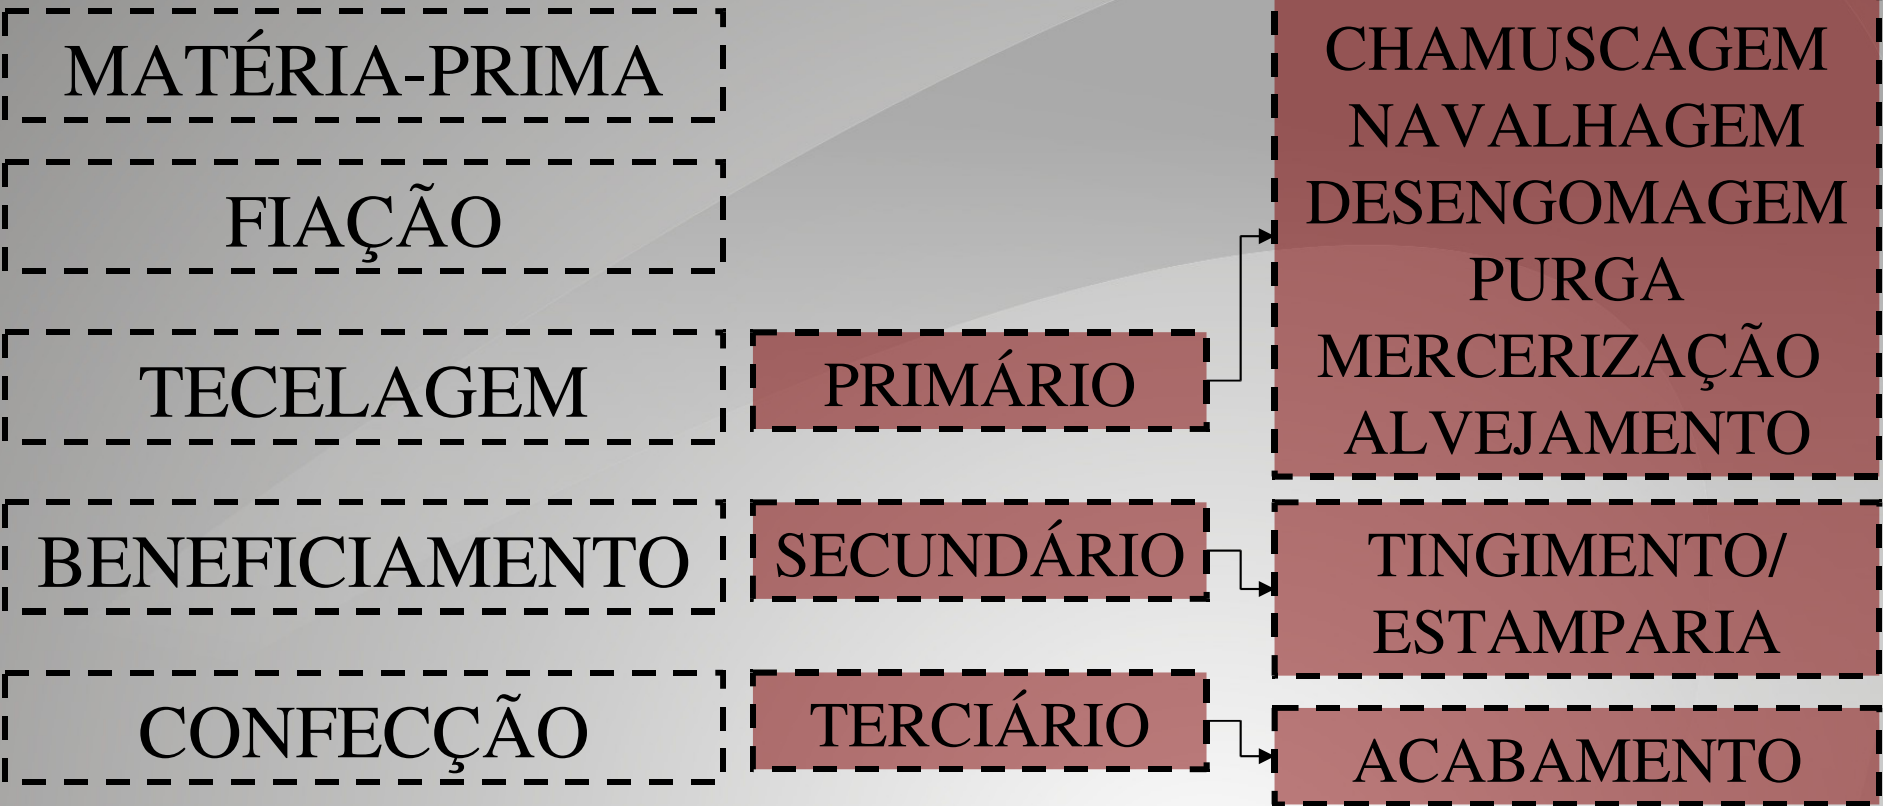 MATÉRIA-PRIMA
FIAÇÃO
TECELAGEM
BENEFICIAMENTO
CONFECÇÃO
PRIMÁRIO
SECUNDÁRIO
TERCIÁRIO
CHAMUSCAGEM
NAVALHAGEM
DESENGOMAGEM
PURGA
MERCERIZAÇÃO
ALVEJAMENTO
TINGIMENTO/
ESTAMPARIA
ACABAMENTO